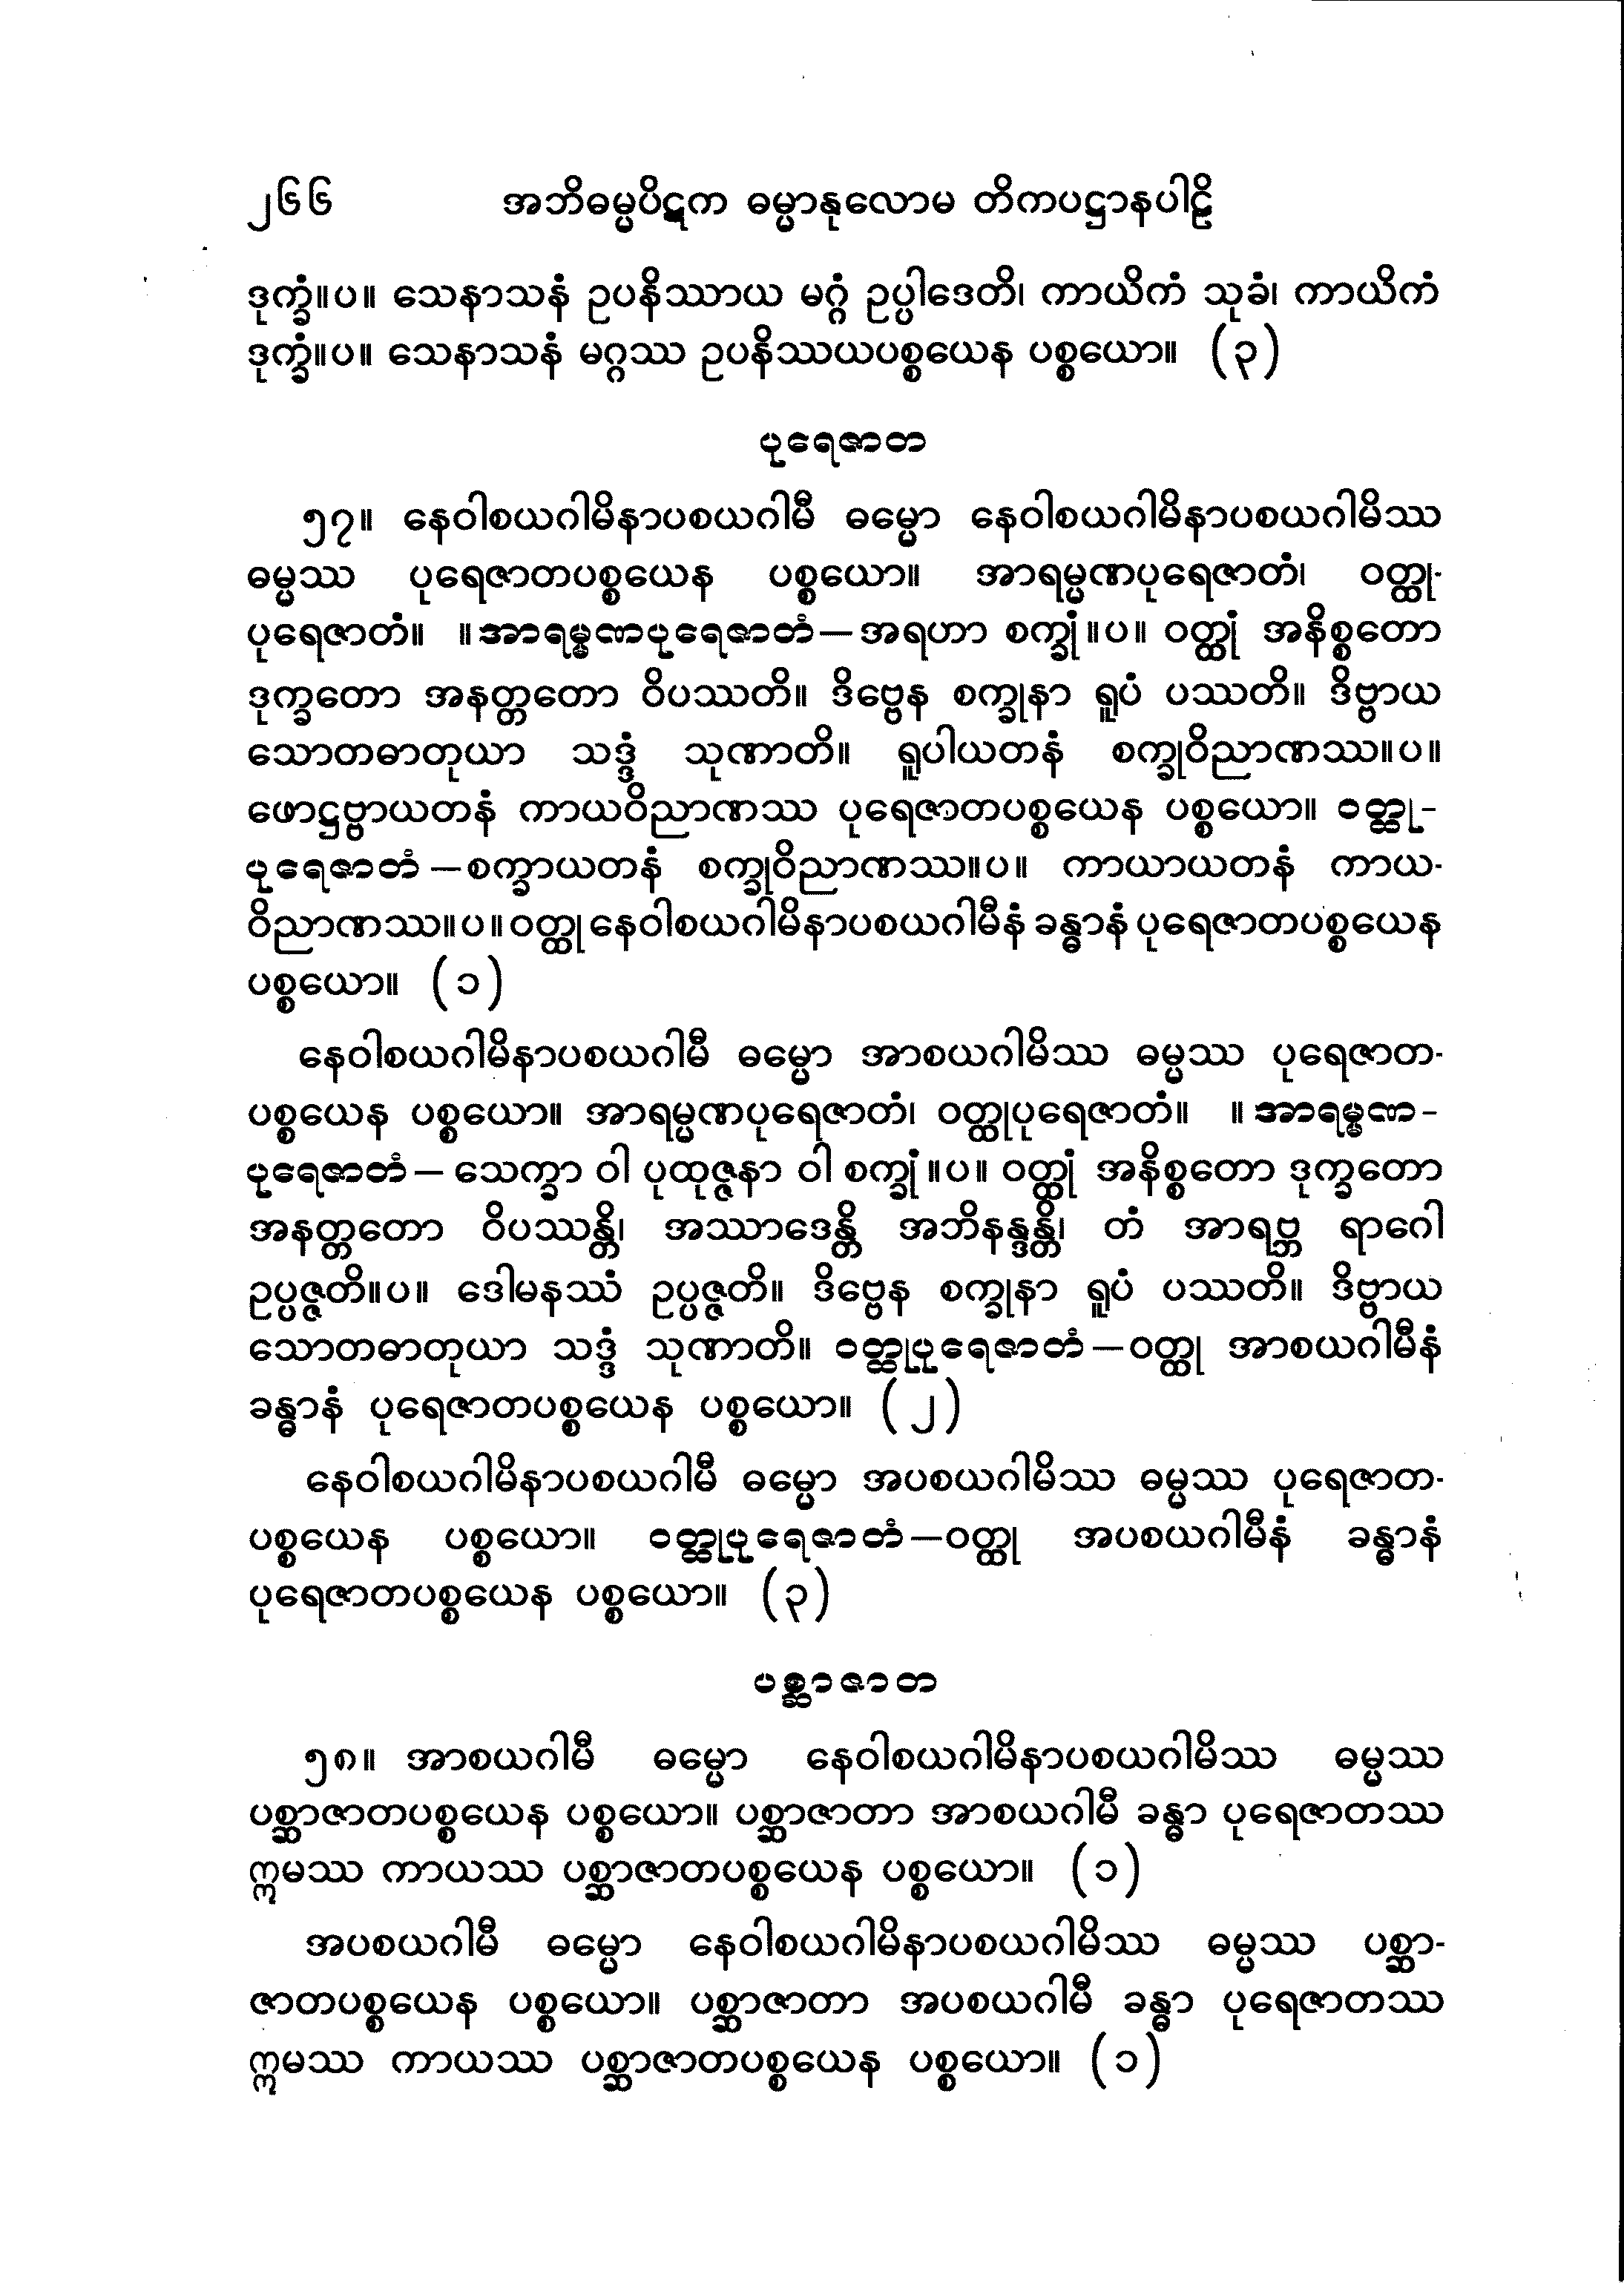 ၂၆၆ အဘိဓမ္မပိဋက ဓမ္မာနုလောမ တိကပဋ္ဌာနပါဠိ
ဒုက္ခံ။ပ။ သေနာသနံ ဥပနိဿာယ မဂ္ဂံ ဥပ္ပါဒေတိ၊ ကာယိကံ သုခံ၊ ကာယိကံ
ဒုက္ခံ။ပ။ သေနာသနံ မဂ္ဂဿ ဥပနိဿယပစ္စယေန ပစ္စယော။ (၃)
ပုရေဇာတ
၅၇။ နေဝါစယဂါမိနာပစယဂါမီ ဓမ္မော နေဝါစယဂါမိနာပစယဂါမိဿ
ဓမ္မဿ ပုရေဇာတပစ္စယေန ပစ္စယော။ အာရမ္မဏပုရေဇာတံ၊ ဝတ္ထု-
ပုရေဇာတံ။ ။အာရမ္မဏပုရေဇာတံ—အရဟာ စက္ခုံ။ပ။ ဝတ္ထုံ အနိစ္စတော
ဒုက္ခတော အနတ္တတော ဝိပဿတိ။ ဒိဗ္ဗေန စက္ခုနာ ရူပံ ပဿတိ။ ဒိဗ္ဗာယ
သောတဓာတုယာ သဒ္ဒံ သုဏာတိ။ ရူပါယတနံ စက္ခုဝိညာဏဿ။ပ။
ဖောဋ္ဌဗ္ဗာယတနံ ကာယဝိညာဏဿ ပုရေဇာတပစ္စယေန ပစ္စယော။ ဝတ္ထု-
ပုရေဇာတံ—စက္ခာယတနံ စက္ခုဝိညာဏဿ။ပ။ ကာယာယတနံ ကာယ-
ဝိညာဏဿ။ပ။ ဝတ္ထု နေဝါစယဂါမိနာပစယဂါမီနံ ခန္ဓာနံ ပုရေဇာတပစ္စယေန
ပစ္စယော။ (၁)
နေဝါစယဂါမိနာပစယဂါမီ ဓမ္မော အာစယဂါမိဿ ဓမ္မဿ ပုရေဇာတ-
ပစ္စယေန ပစ္စယော။ အာရမ္မဏပုရေဇာတံ၊ ဝတ္ထုပုရေဇာတံ။ ။အာရမ္မဏ-
ပုရေဇာတံ—သေက္ခာ ဝါ ပုထုဇ္ဇနာ ဝါ စက္ခုံ။ပ။ ဝတ္ထုံ အနိစ္စတော ဒုက္ခတော
အနတ္တတော ဝိပဿန္တိ၊ အဿာဒေန္တိ အဘိနန္ဒန္တိ၊ တံ အာရဗ္ဘ ရာဂေါ
ဥပ္ပဇ္ဇတိ။ပ။ ဒေါမနဿံ ဥပ္ပဇ္ဇတိ။ ဒိဗ္ဗေန စက္ခုနာ ရူပံ ပဿတိ။ ဒိဗ္ဗာယ
သောတဓာတုယာ သဒ္ဒံ သုဏာတိ။ ဝတ္ထုပုရေဇာတံ—ဝတ္ထု အာစယဂါမီနံ
ခန္ဓာနံ ပုရေဇာတပစ္စယေန ပစ္စယော။ (၂)
နေဝါစယဂါမိနာပစယဂါမီ ဓမ္မော အပစယဂါမိဿ ဓမ္မဿ ပုရေဇာတ-
ပစ္စယေန ပစ္စယော။ ဝတ္ထုပုရေဇာတံ—ဝတ္ထု အပစယဂါမီနံ ခန္ဓာနံ
ပုရေဇာတပစ္စယေန ပစ္စယော။ (၃)
ပစ္ဆာဇာတ
၅၈။ အာစယဂါမီ ဓမ္မော နေဝါစယဂါမိနာပစယဂါမိဿ ဓမ္မဿ
ပစ္ဆာဇာတပစ္စယေန ပစ္စယော။ ပစ္ဆာဇာတာ အာစယဂါမီ ခန္ဓာ ပုရေဇာတဿ
ဣမဿ ကာယဿ ပစ္ဆာဇာတပစ္စယေန ပစ္စယော။ (၁)
အပစယဂါမီ ဓမ္မော နေဝါစယဂါမိနာပစယဂါမိဿ ဓမ္မဿ ပစ္ဆာ-
ဇာတပစ္စယေန ပစ္စယော။ ပစ္ဆာဇာတာ အပစယဂါမီ ခန္ဓာ ပုရေဇာတဿ
ဣမဿ ကာယဿ ပစ္ဆာဇာတပစ္စယေန ပစ္စယော။ (၁)